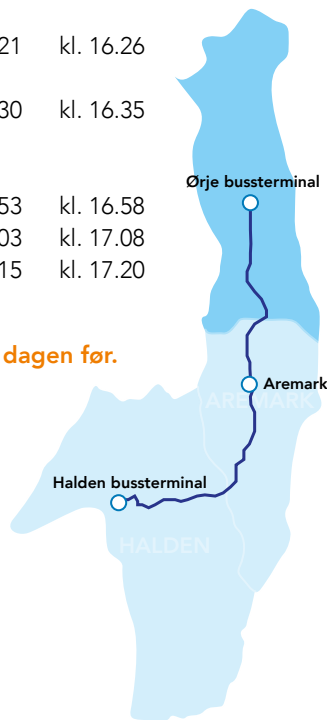 21 kl. 16.26
30 kl. 16.35
53 kl. 16.58
03 kl. 17.08
15 kl. 17.20
dagen før.
Ørje bussterminal
Aremark
AREMARK
Halden bussterminal
HALDEN